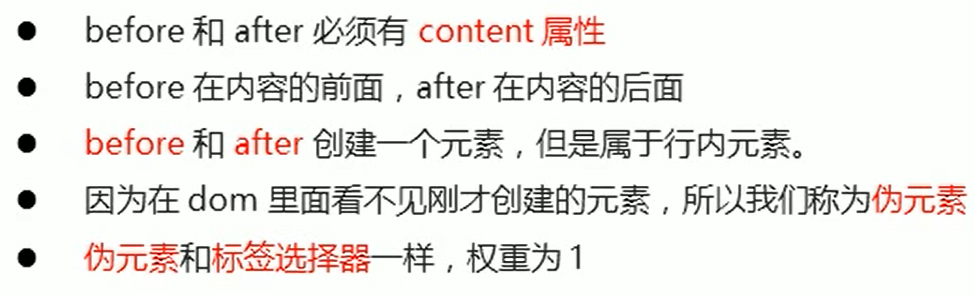 ● before 和 after 必须有 content 属性
● before 在内容的前面，after 在内容的后面
● before 和 after 创建一个元素，但是属于行内元素。
● 因为在 dom 里面看不见刚才创建的元素，所以我们称为伪元素
● 伪元素和标签选择器一样，权重为 1